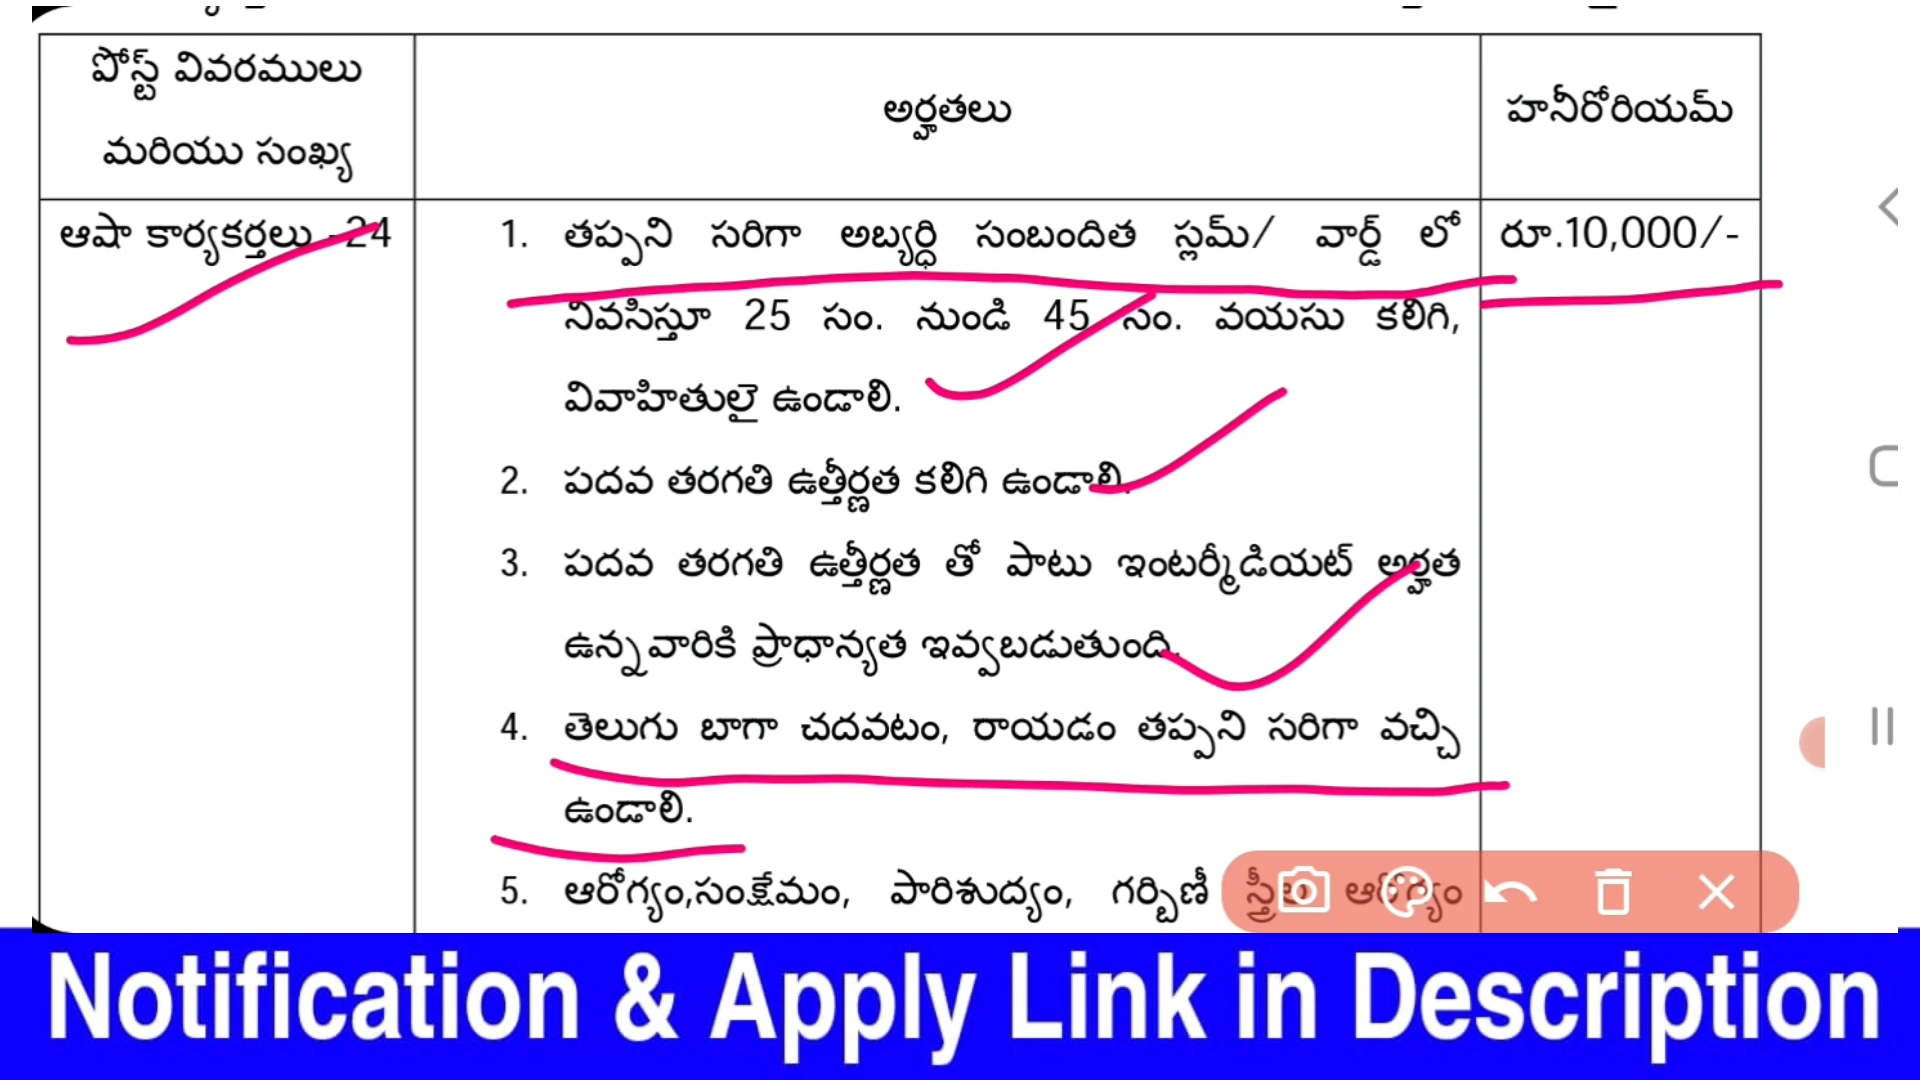 పోస్ట్ వివరములు
మరియు సంఖ్య
అర్హతలు
హనీరోరియమ్
ఆషా కార్యకర్తలు -24
1. తప్పని సరిగా అబ్యర్ధి సంబందిత స్లమ్/ వార్డ్ లో
నివసిస్తూ 25 సం. నుండి 45 సం. వయసు కలిగి,
వివాహితులై ఉండాలి.
2. పదవ తరగతి ఉత్తీర్ణత కలిగి ఉండాలి.
3. పదవ తరగతి ఉత్తీర్ణత తో పాటు ఇంటర్మీడియట్ అర్హత
ఉన్నవారికి ప్రాధాన్యత ఇవ్వబడుతుంది.
4. తెలుగు బాగా చదవటం, రాయడం తప్పని సరిగా వచ్చి
ఉండాలి.
5. ఆరోగ్యం,సంక్షేమం, పారిశుద్యం, గర్బిణీ స్త్రీల ఆరోగ్యం
రూ.10,000/-
Notification & Apply Link in Description